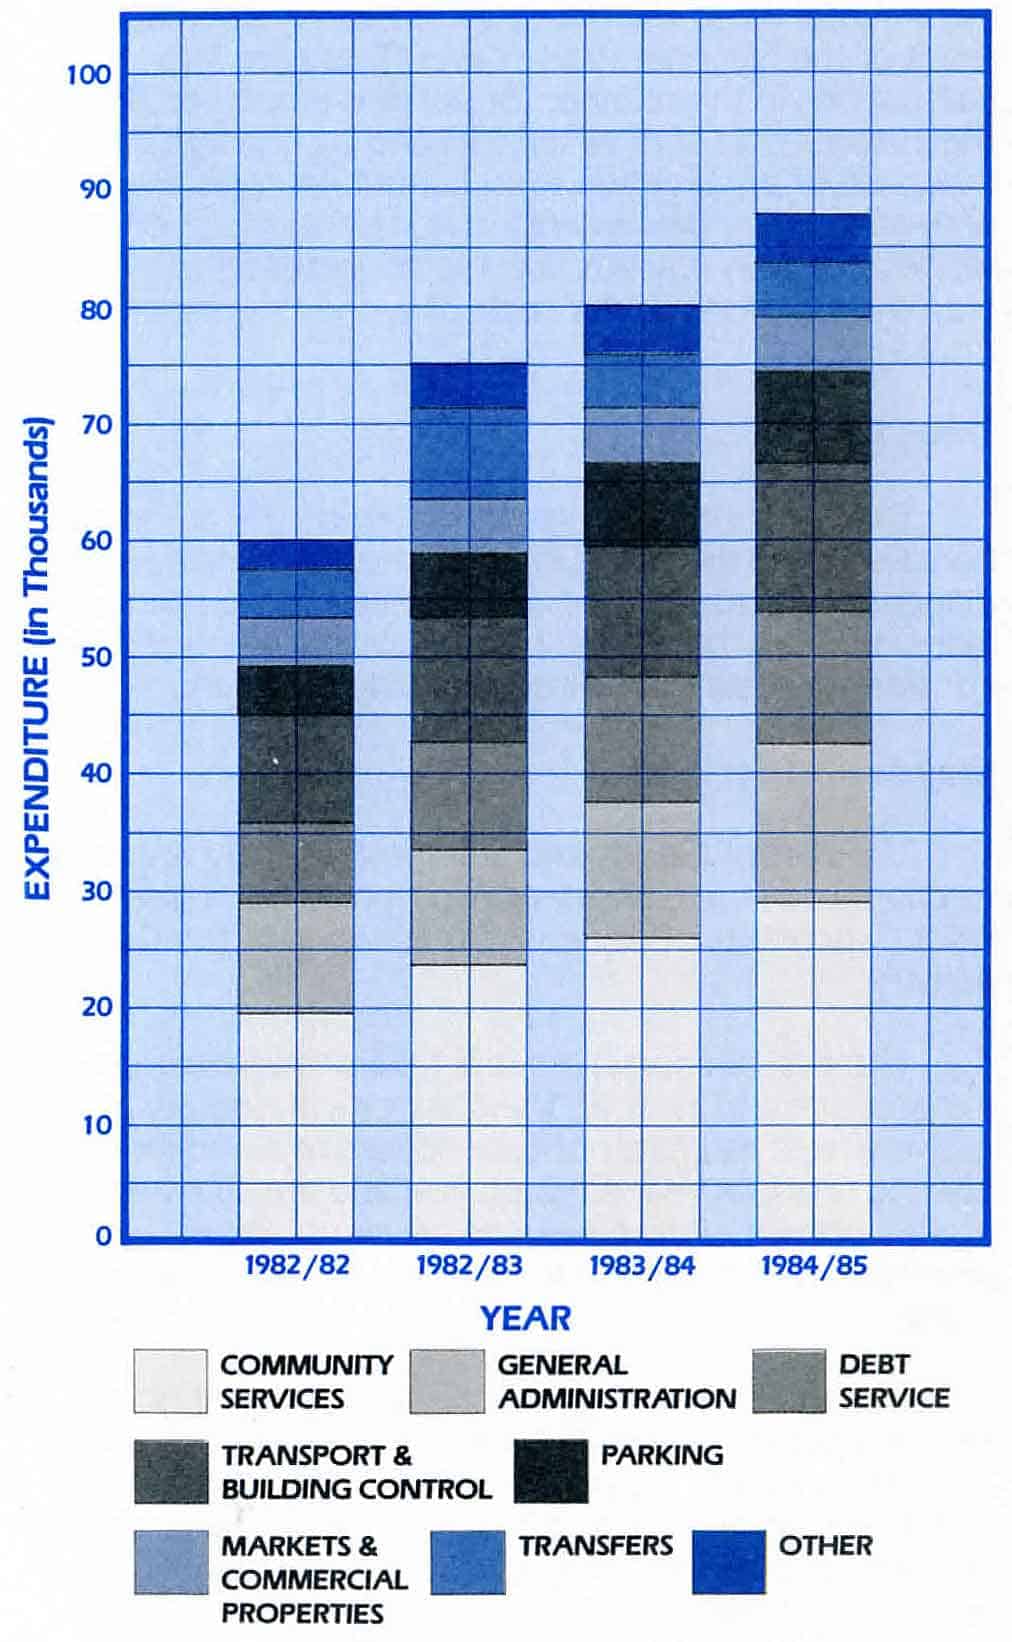 100
90
80
70
60
50
40
30
20
10
0
EXPENDITURE (in Thousands)
1982/82 1982/83 1983/84 1984/85
YEAR
COMMUNITY
SERVICES
GENERAL
ADMINISTRATION
DEBT
SERVICE
TRANSPORT &
BUILDING CONTROL
PARKING
MARKETS &
COMMERCIAL
PROPERTIES
TRANSFERS
OTHER